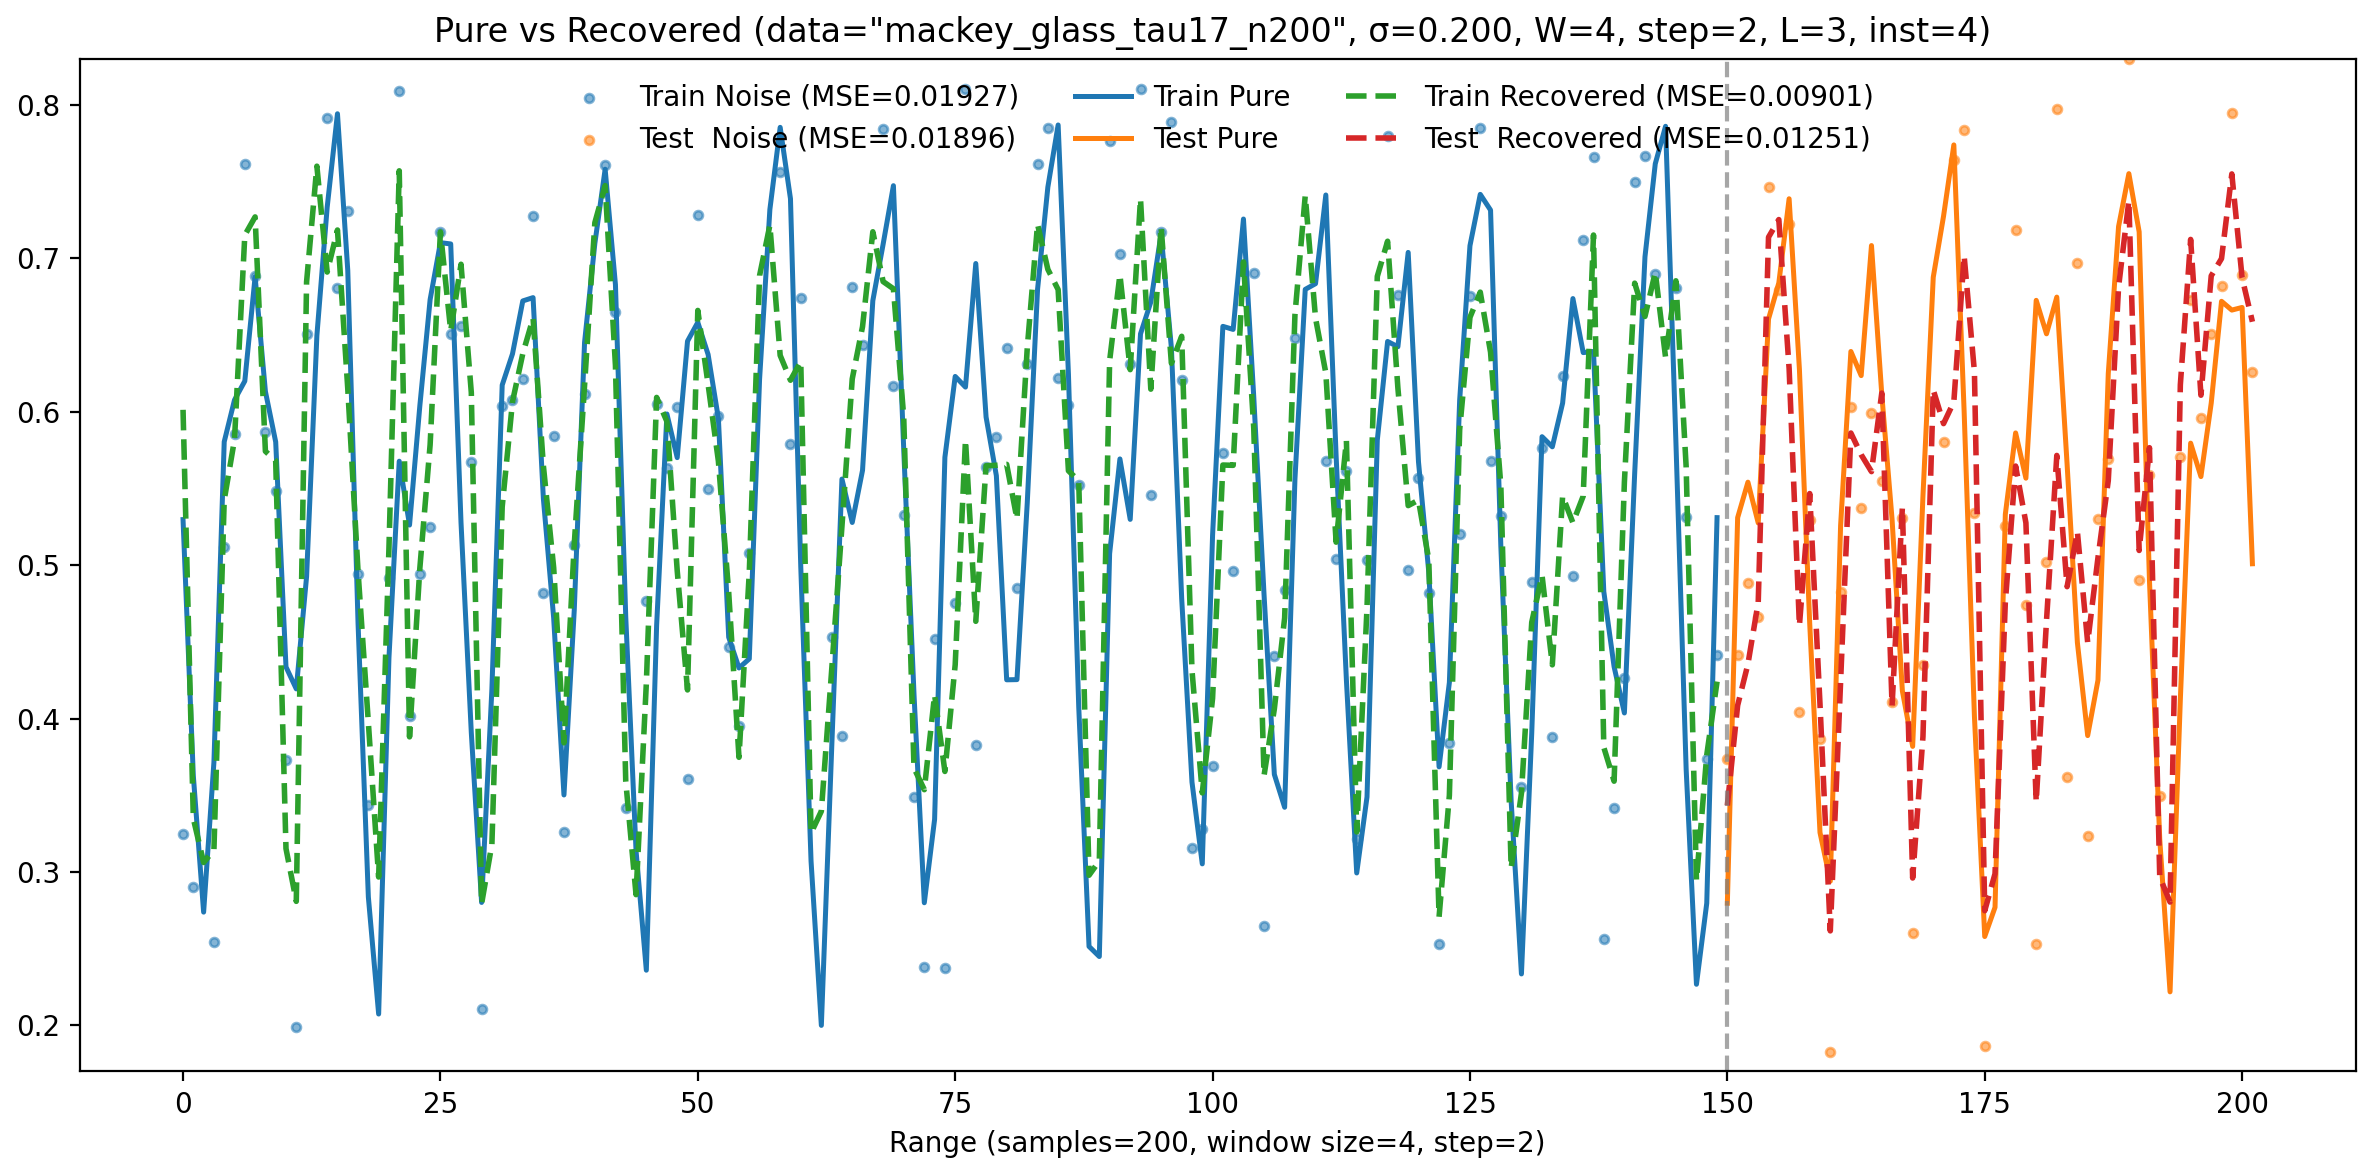 Pure vs Recovered (data="mackey_glass_tau17_n200", σ=0.200, W=4, step=2, L=3, inst=4)
Train Noise (MSE=0.01927) Train Pure Train Recovered (MSE=0.00901)
Test  Noise (MSE=0.01896) Test Pure Test  Recovered (MSE=0.01251)
0.8
0.7
0.6
0.5
0.4
0.3
0.2
0 25 50 75 100 125 150 175 200
Range (samples=200, window size=4, step=2)